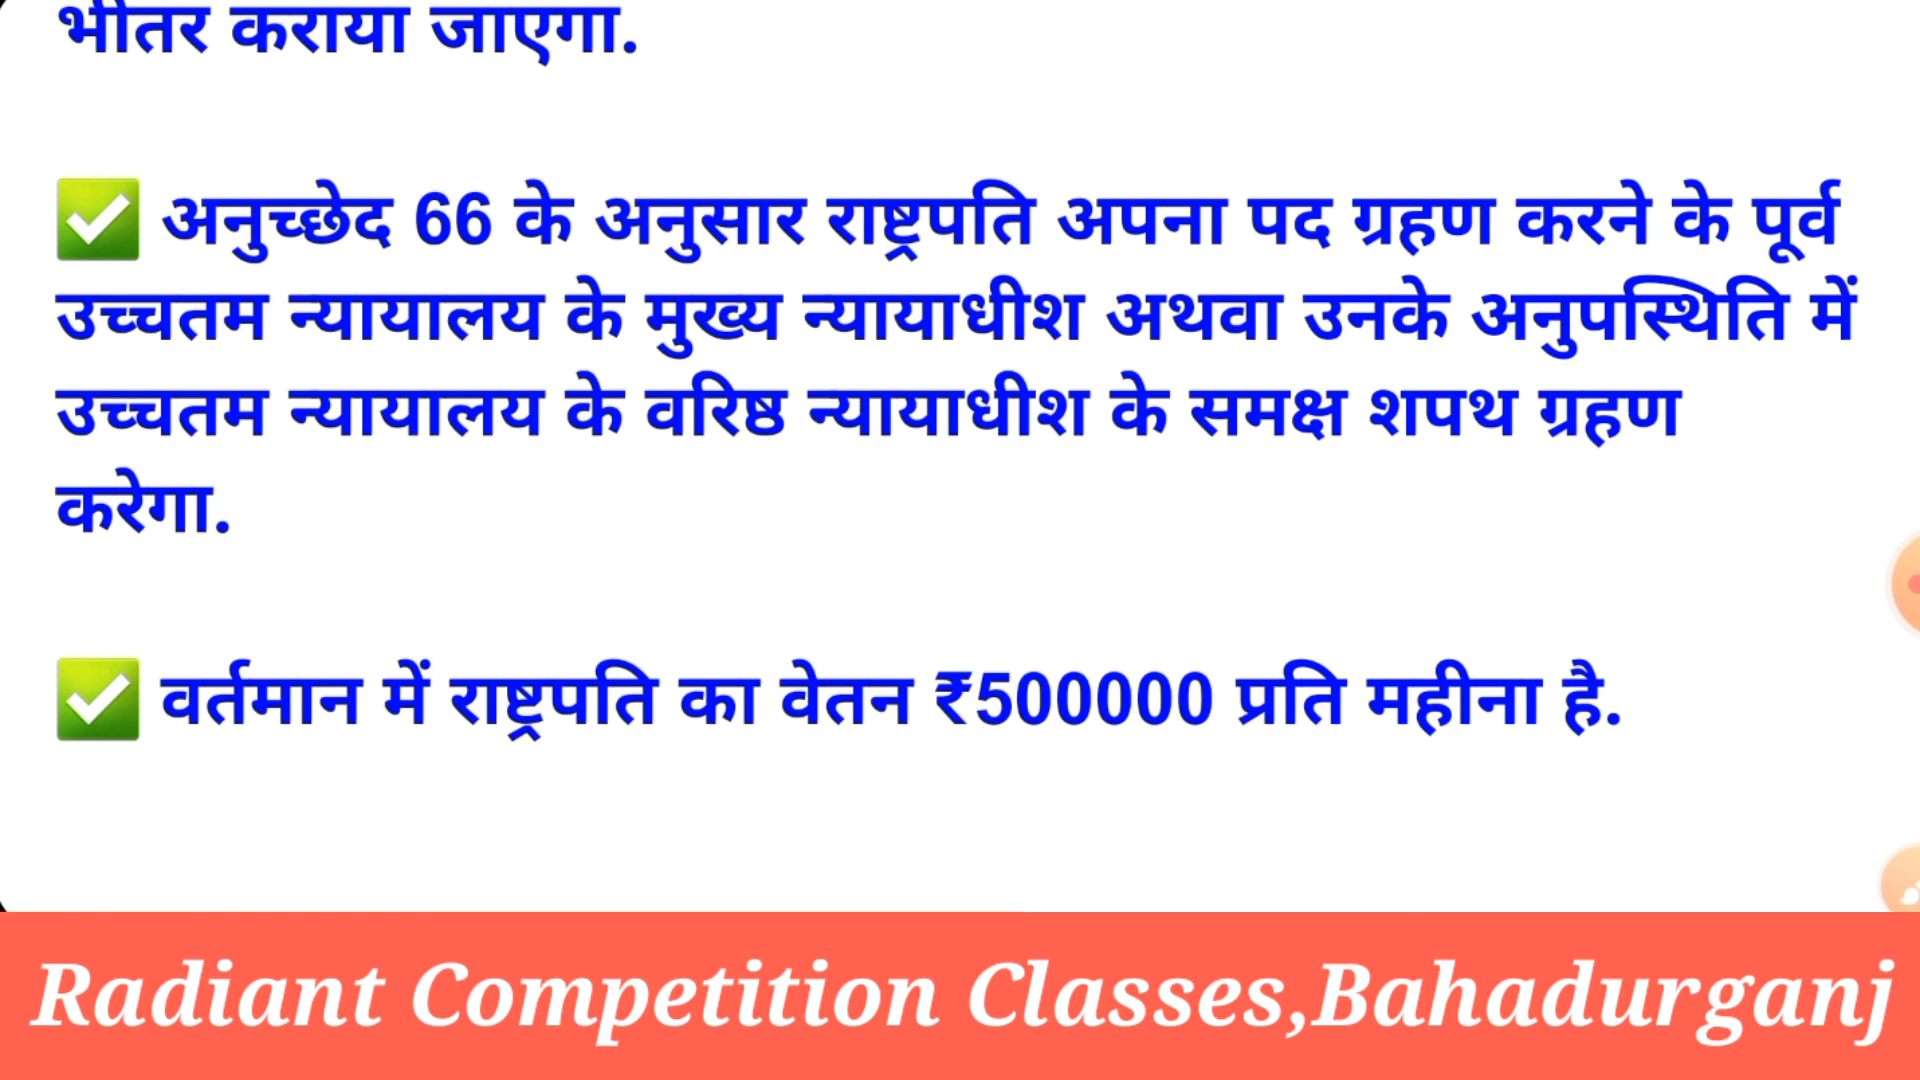 भीतर कराया जाएगा.
✅ अनुच्छेद 66 के अनुसार राष्ट्रपति अपना पद ग्रहण करने के पूर्व
उच्चतम न्यायालय के मुख्य न्यायाधीश अथवा उनके अनुपस्थिति में
उच्चतम न्यायालय के वरिष्ठ न्यायाधीश के समक्ष शपथ ग्रहण
करेगा.
✅ वर्तमान में राष्ट्रपति का वेतन ₹500000 प्रति महीना है.
Radiant Competition Classes,Bahadurganj